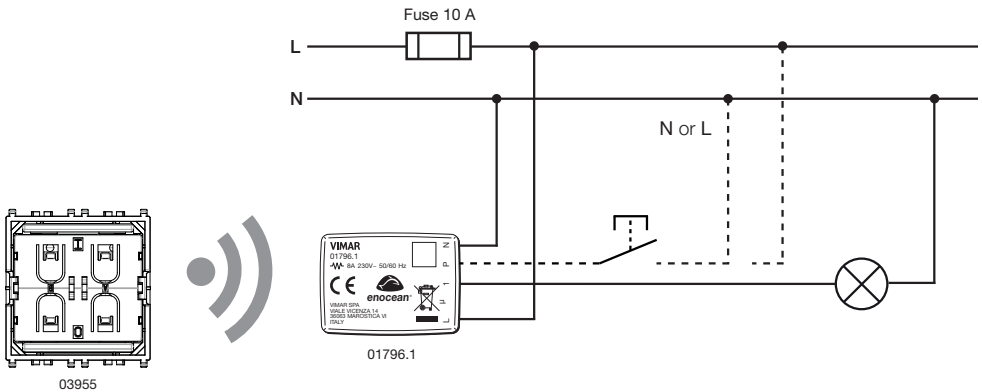 Fuse 10 A
L
N
N or L
VIMAR
01796.1
8A 230V~ 50/60 Hz
CE
enocean®
VIMAR SPA
VIALE VICENZA 14
36063 MAROSTICA VI
ITALY
N
P
1
µ
L
I
O
01796.1
03955